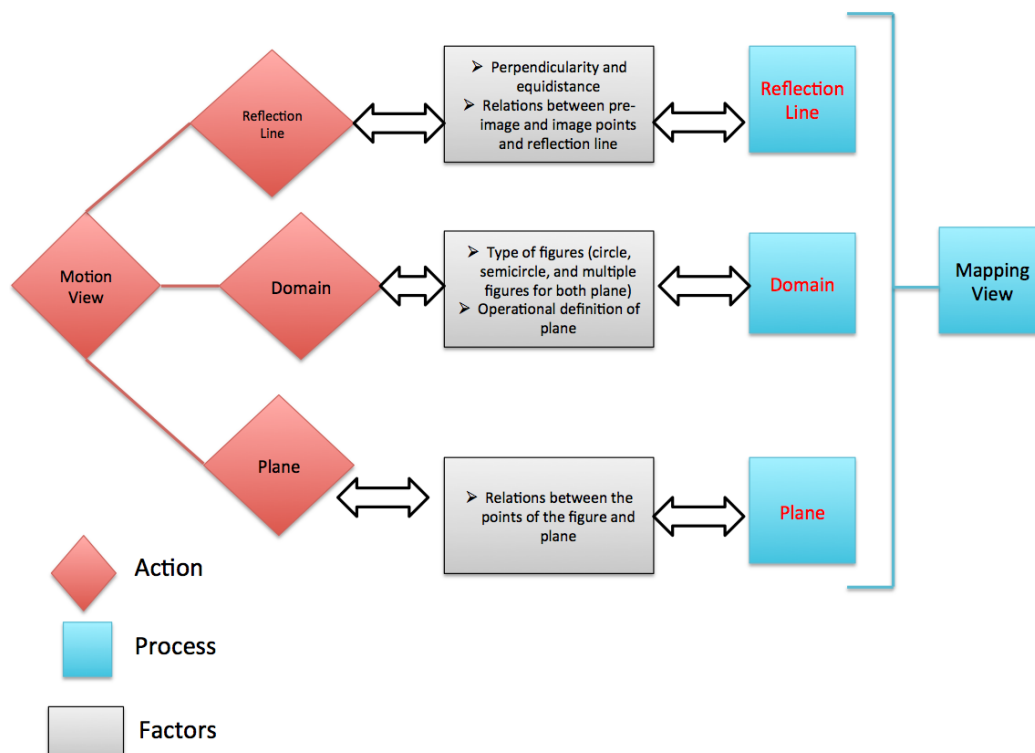 Reflection
Line
➢ Perpendicularity and
equidistance
➢ Relations between pre-
image and image points
and reflection line
Reflection
Line
Motion
View
Domain
➢ Type of figures (circle,
semicircle, and multiple
figures for both plane)
➢ Operational definition of
plane
Domain
Mapping
View
Plane
➢ Relations between the
points of the figure and
plane
Plane
Action
Process
Factors